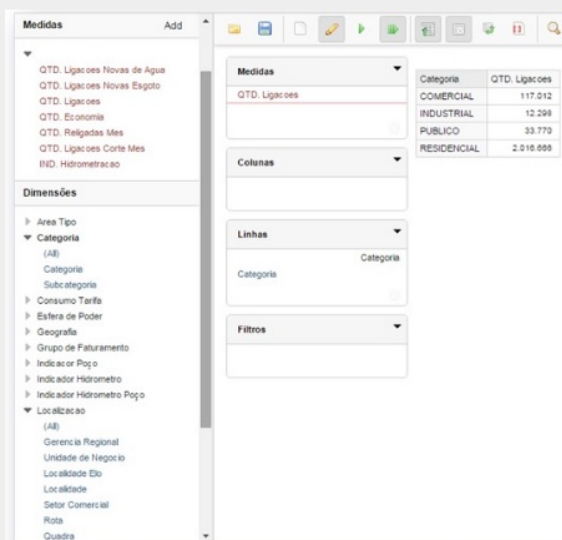 Medidas Add
QTD. Ligacoes Novas de Agua
QTD. Ligacoes Novas Esgoto
QTD. Ligacoes
QTD. Economia
QTD. Religadas Mes
QTD. Ligacoes Corte Mes
IND. Hidrometracao
Dimensões
Area Tipo
Categoria
(All)
Categoria
Subcategoria
Consumo Tarifa
Esfera de Poder
Geografia
Grupo de Faturamento
Indicador Poço
Indicador Hidrometro
Indicador Hidrometro Poço
Localizacao
(All)
Gerencia Regional
Unidade de Negocio
Localidade Elo
Localidade
Setor Comercial
Rota
Quadra
Medidas
QTD. Ligacoes
Colunas
Linhas
Categoria
Categoria
Filtros
Categoria QTD. Ligacoes
COMERCIAL 117.012
INDUSTRIAL 12.298
PUBLICO 33.770
RESIDENCIAL 2.016.666